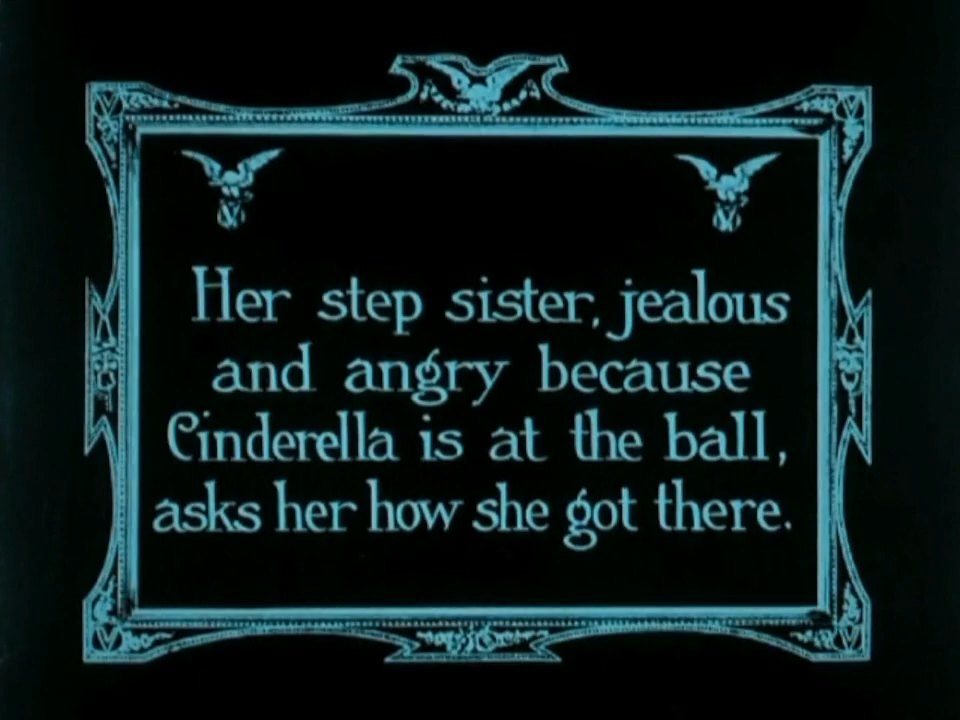 Her step sister, jealous
and angry because
Cinderella is at the ball,
asks her how she got there.